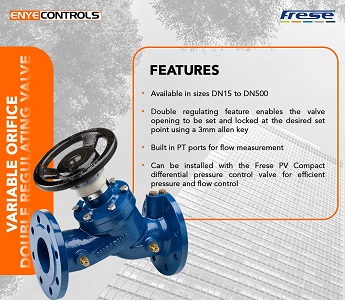 ENYECONTROLS
Frese
VARIABLE ORIFICE
DOUBLE REGULATING VALVE
FEATURES
• Available in sizes DN15 to DN500
• Double regulating feature enables the valve
opening to be set and locked at the desired set
point using a 3mm allen key
• Built in PT ports for flow measurement
• Can be installed with the Frese PV Compact
differential pressure control valve for efficient
pressure and flow control